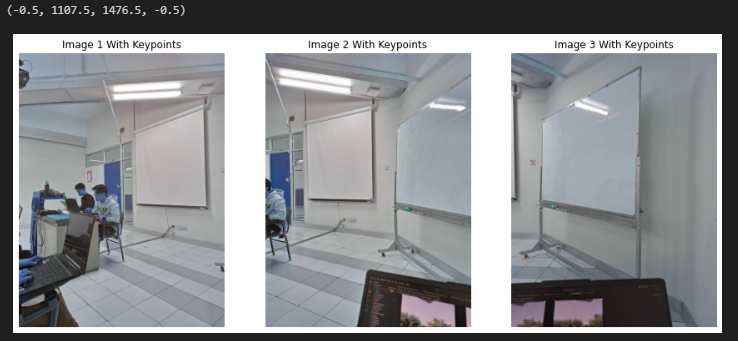 (-0.5, 1107.5, 1476.5, -0.5)
Image 1 With Keypoints
Image 2 With Keypoints
Image 3 With Keypoints